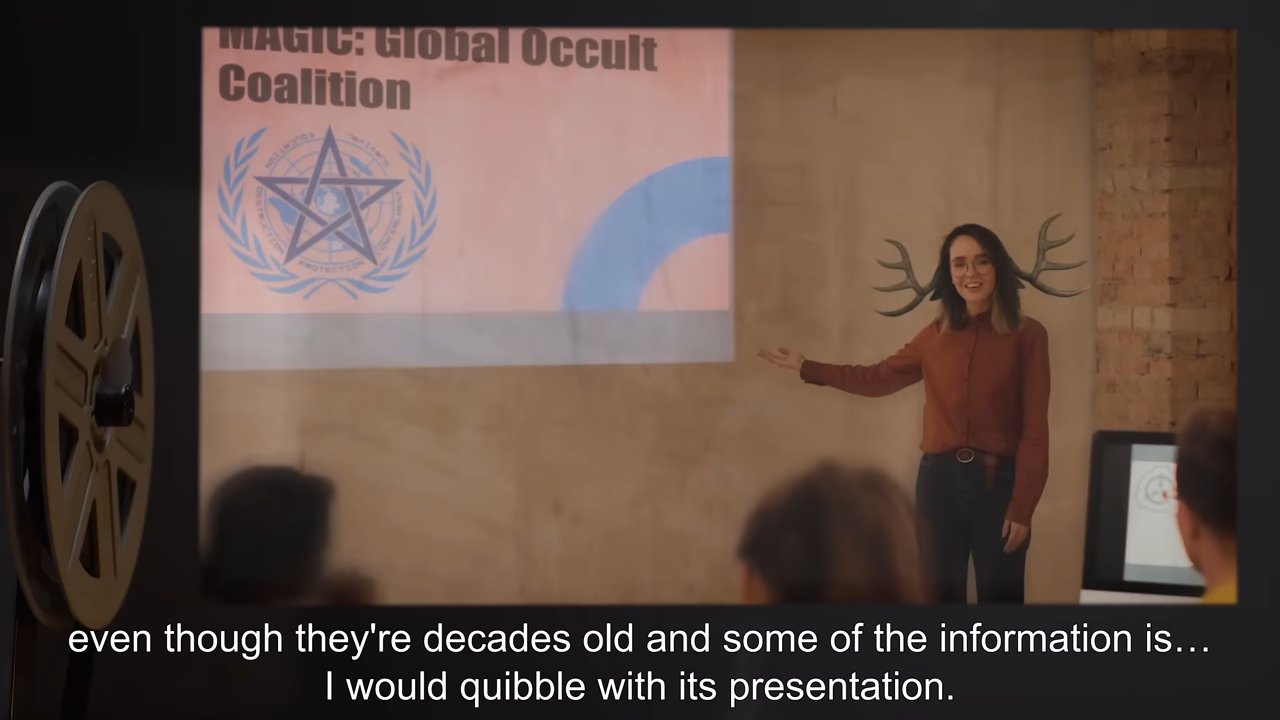 MAGIC: Global Occult
Coalition
PROTECTION
even though they're decades old and some of the information is…
I would quibble with its presentation.